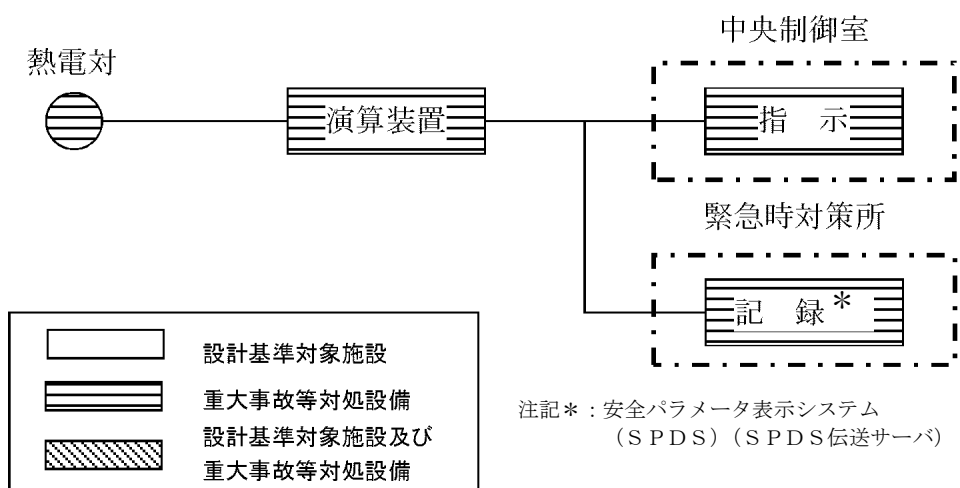 中央制御室
熱電対
演算装置
指　示
緊急時対策所
記　録＊
設計基準対象施設
重大事故等対処設備
設計基準対象施設及び
重大事故等対処設備
注記＊：安全パラメータ表示システム
（ＳＰＤＳ）（ＳＰＤＳ伝送サーバ）